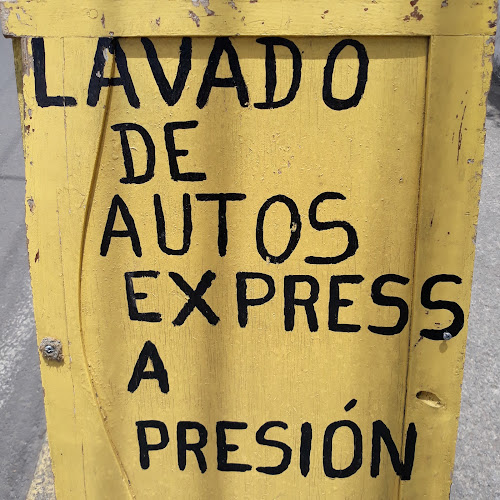 LAVADO
DE
AUTOS
EXPRESS
A
PRESIÓN